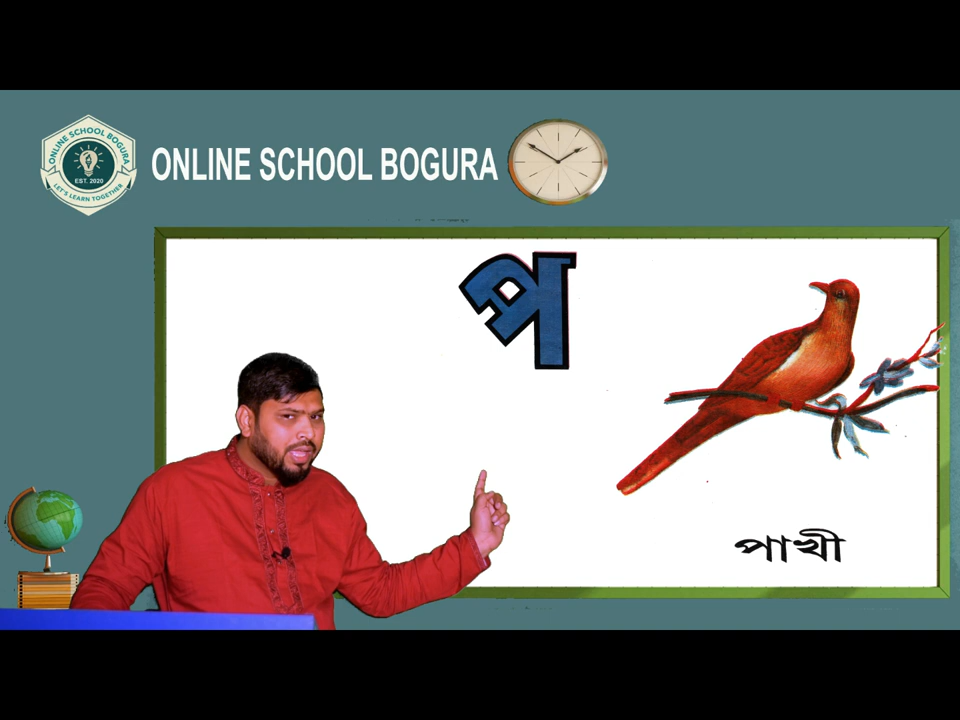 ONLINE SCHOOL BOGURA
EST. 2020
LET'S LEARN TOGETHER
ONLINE SCHOOL BOGURA
প
পাখী